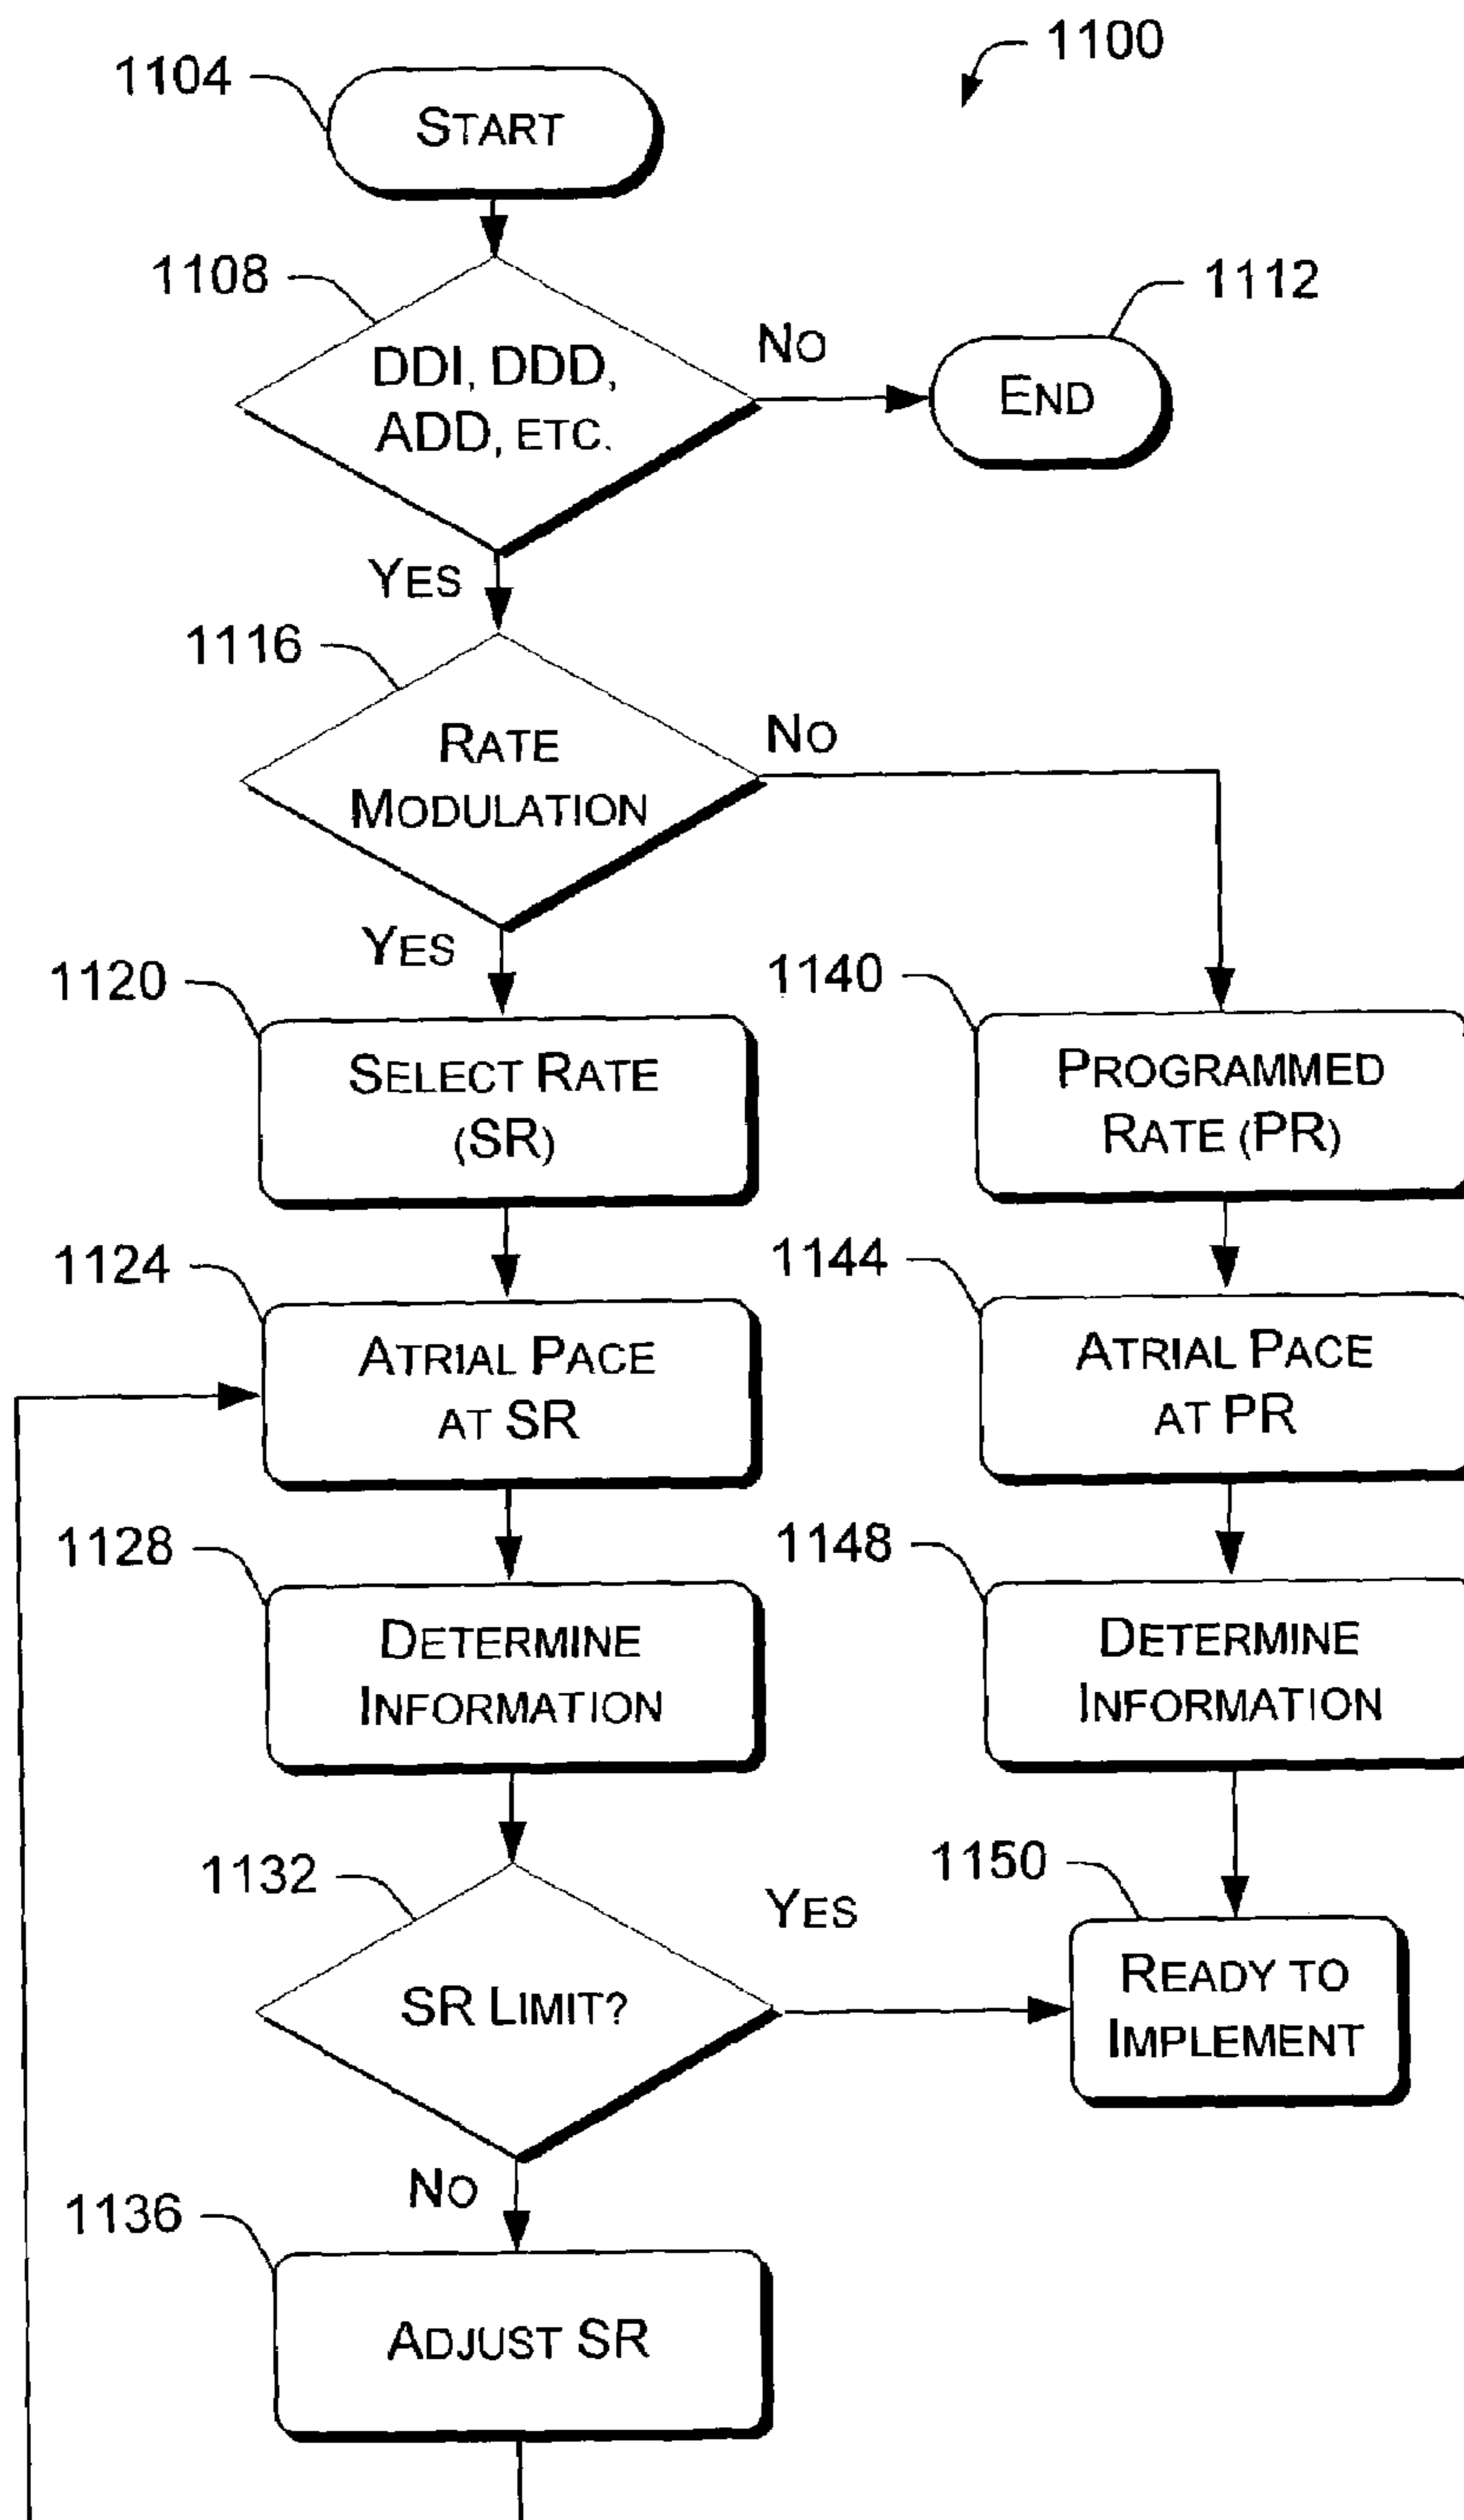 1100
1104
START
1108
DDI, DDD,
ADD, ETC.
NO
1112
END
YES
1116
RATE
MODULATION
NO
YES
1120
SELECT RATE
(SR)
1140
PROGRAMMED
RATE (PR)
1124
ATRIAL PACE
AT SR
1144
ATRIAL PACE
AT PR
1128
DETERMINE
INFORMATION
1148
DETERMINE
INFORMATION
1132
SR LIMIT?
YES
1150
READY TO
IMPLEMENT
NO
1136
ADJUST SR